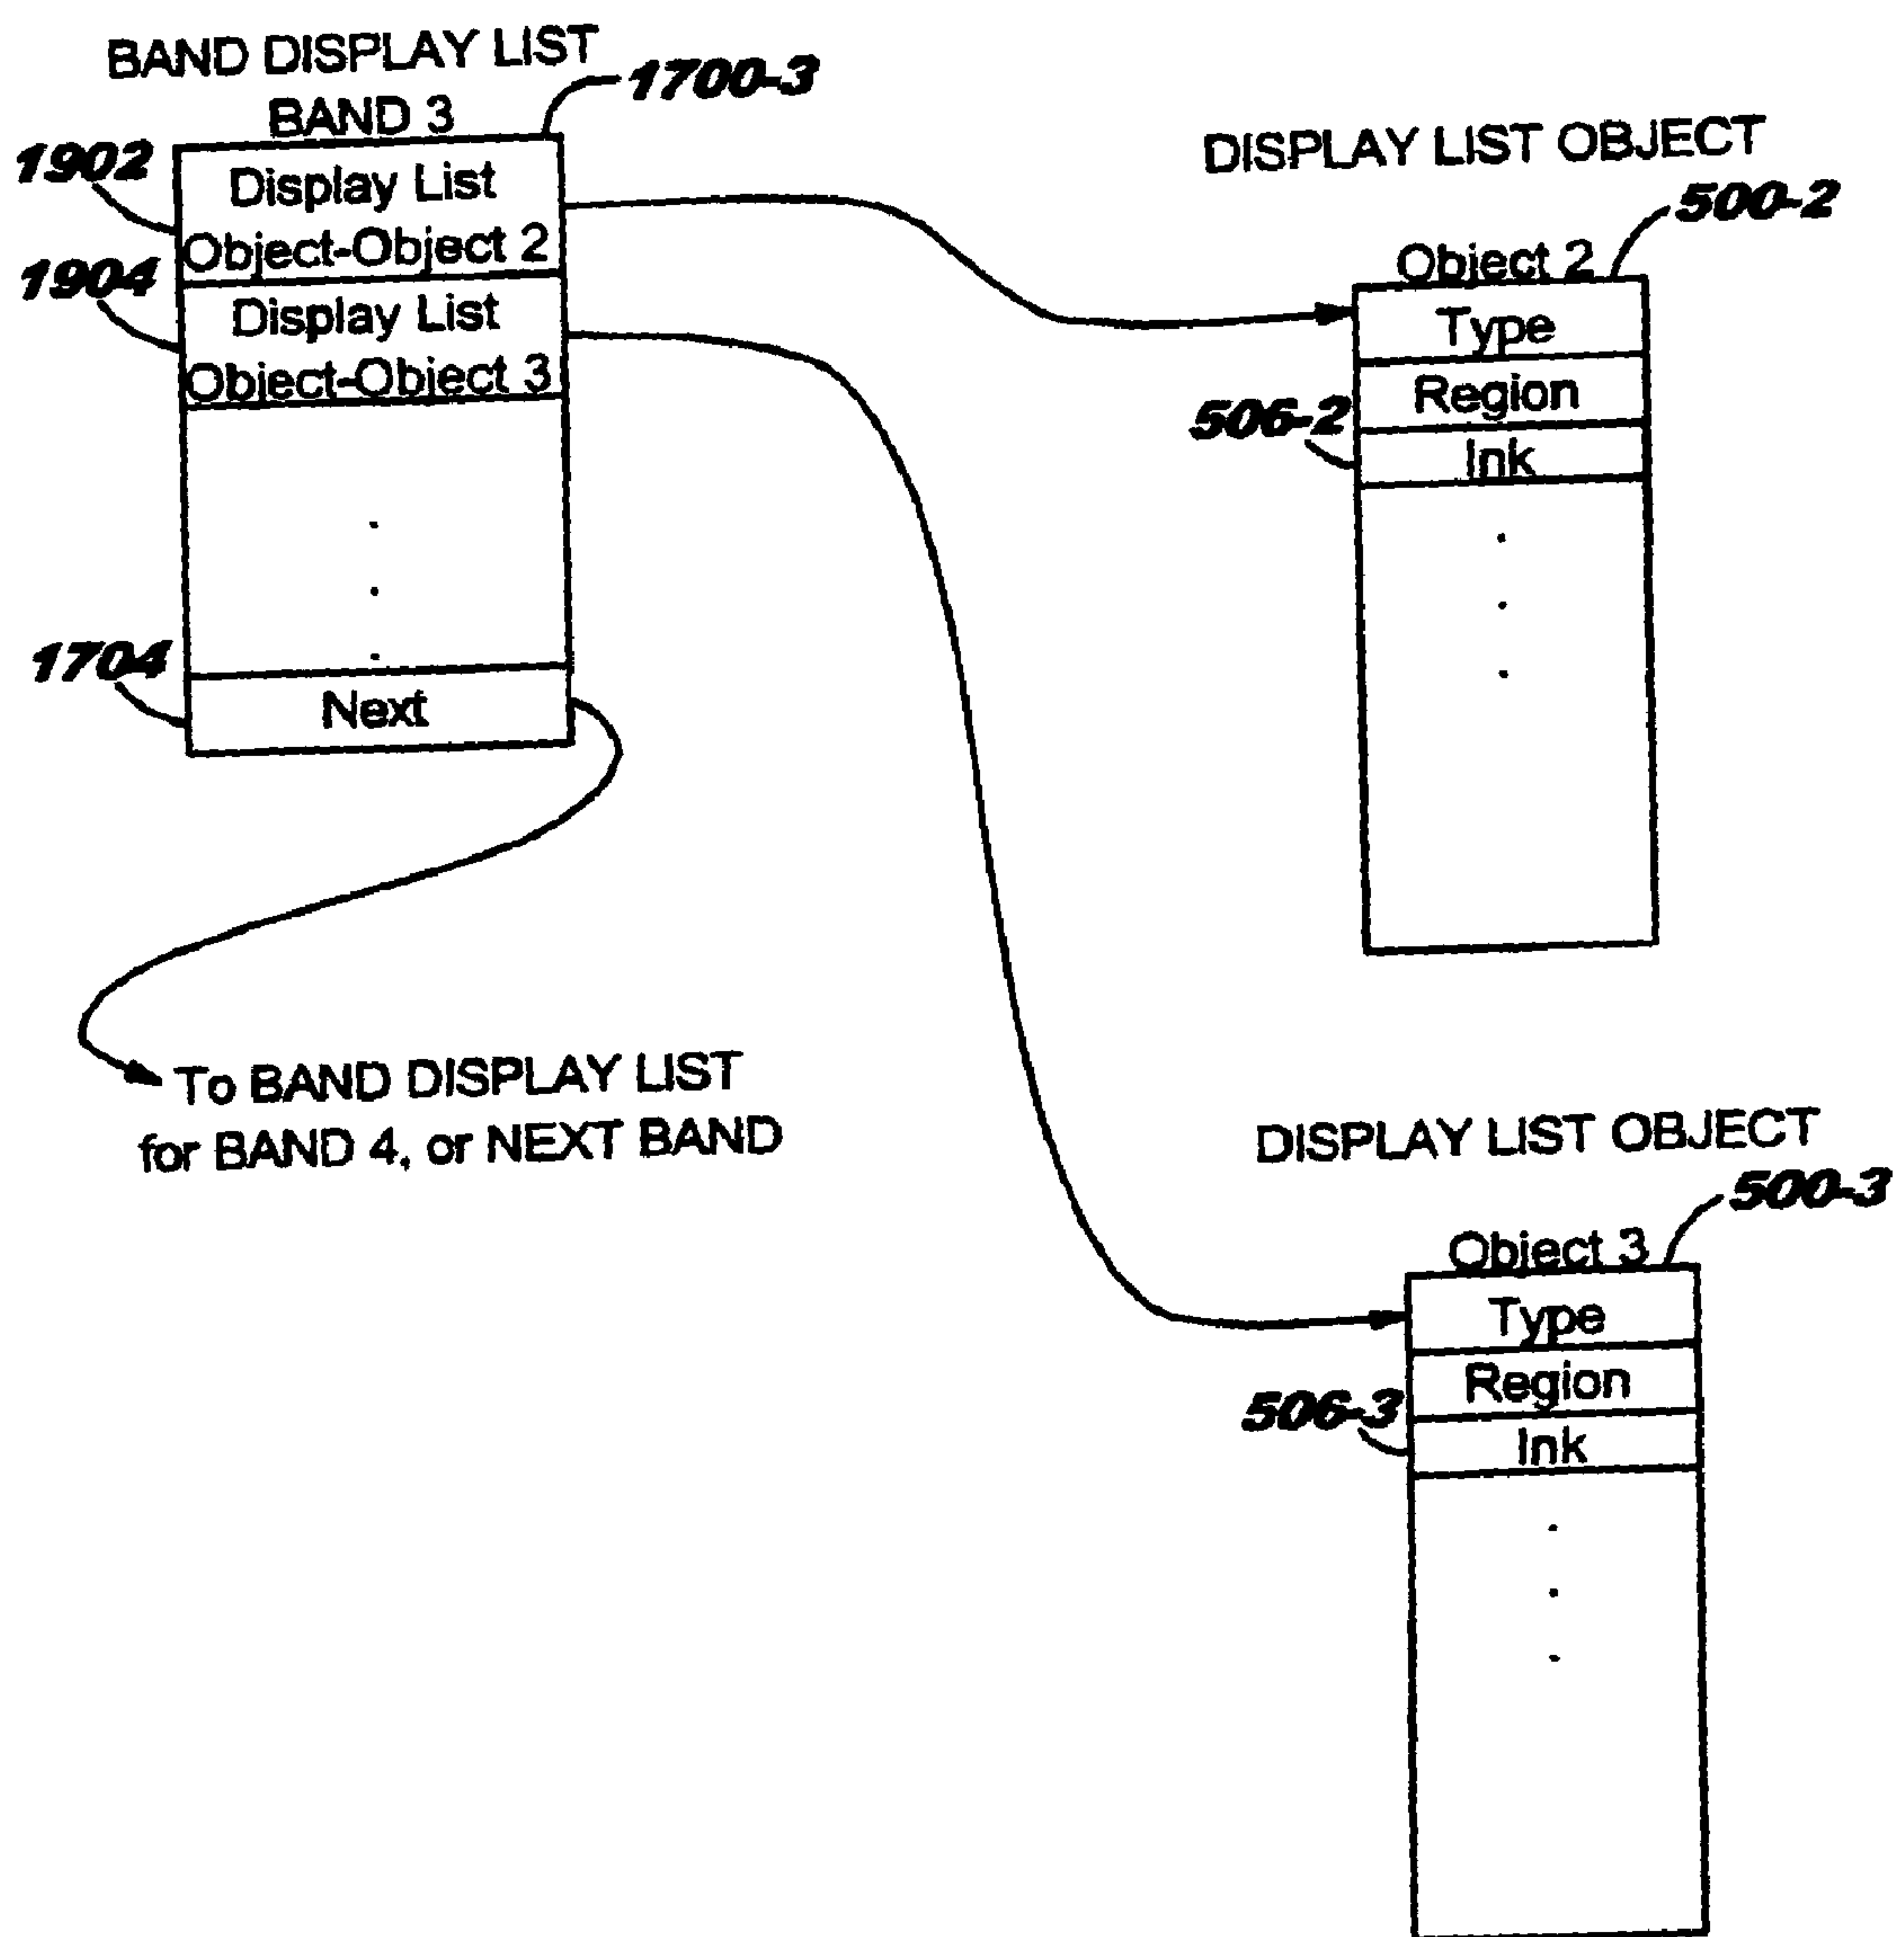 BAND DISPLAY LIST
BAND 3
1700-3
1902
Display List
Object-Object 2
1904
Display List
Object-Object 3
1704
Next
To BAND DISPLAY LIST
for BAND 4, or NEXT BAND
DISPLAY LIST OBJECT
500-2
Object 2
Type
Region
506-2
Ink
DISPLAY LIST OBJECT
500-3
Object 3
Type
Region
506-3
Ink